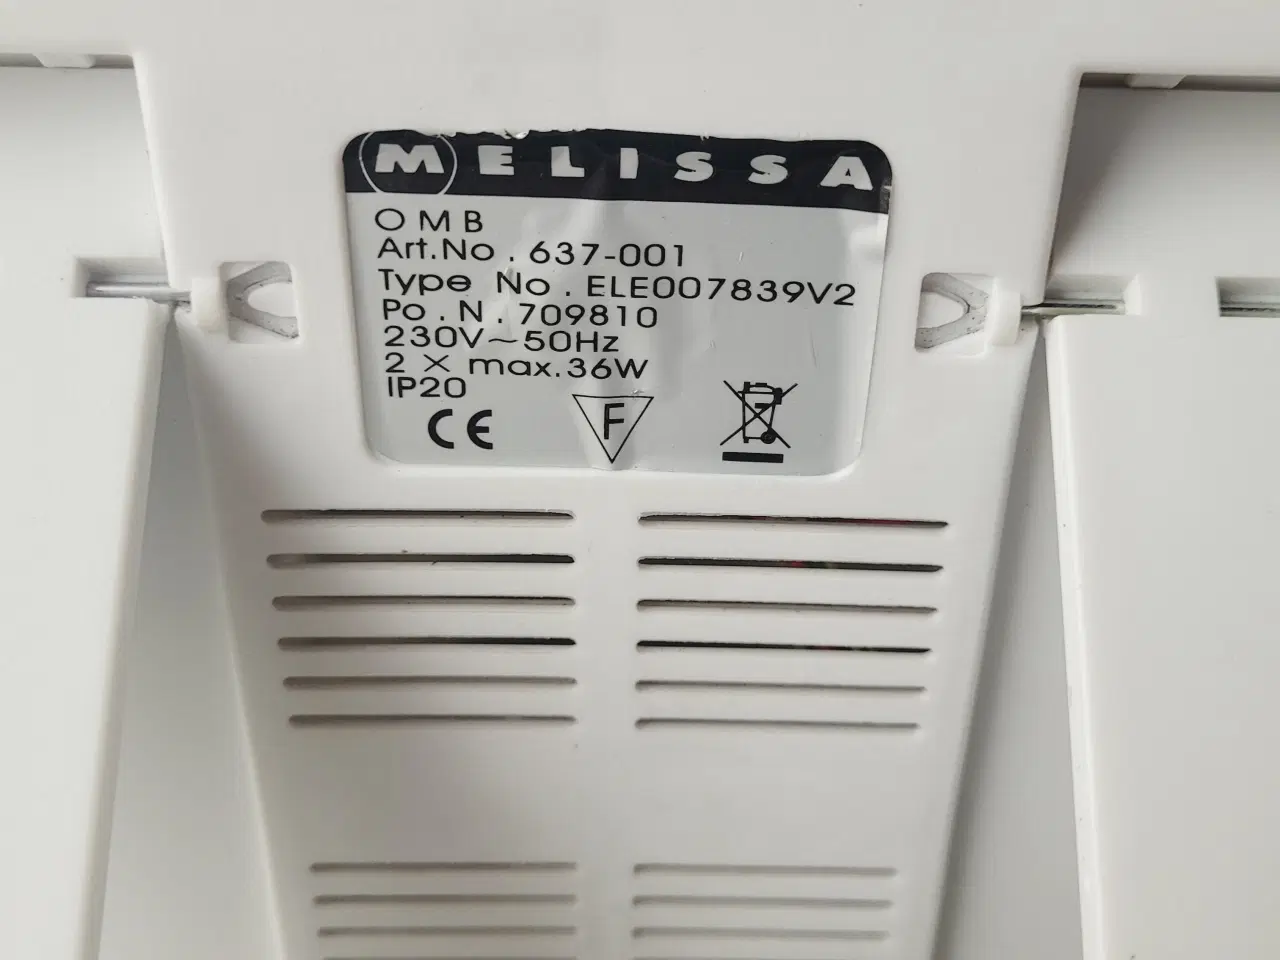 MELISSA
OMB
Art.No. 637-001
Type No. ELE007839V2
Po.N. 709810
230V~50Hz
2 X max.36W
IP20
CE F